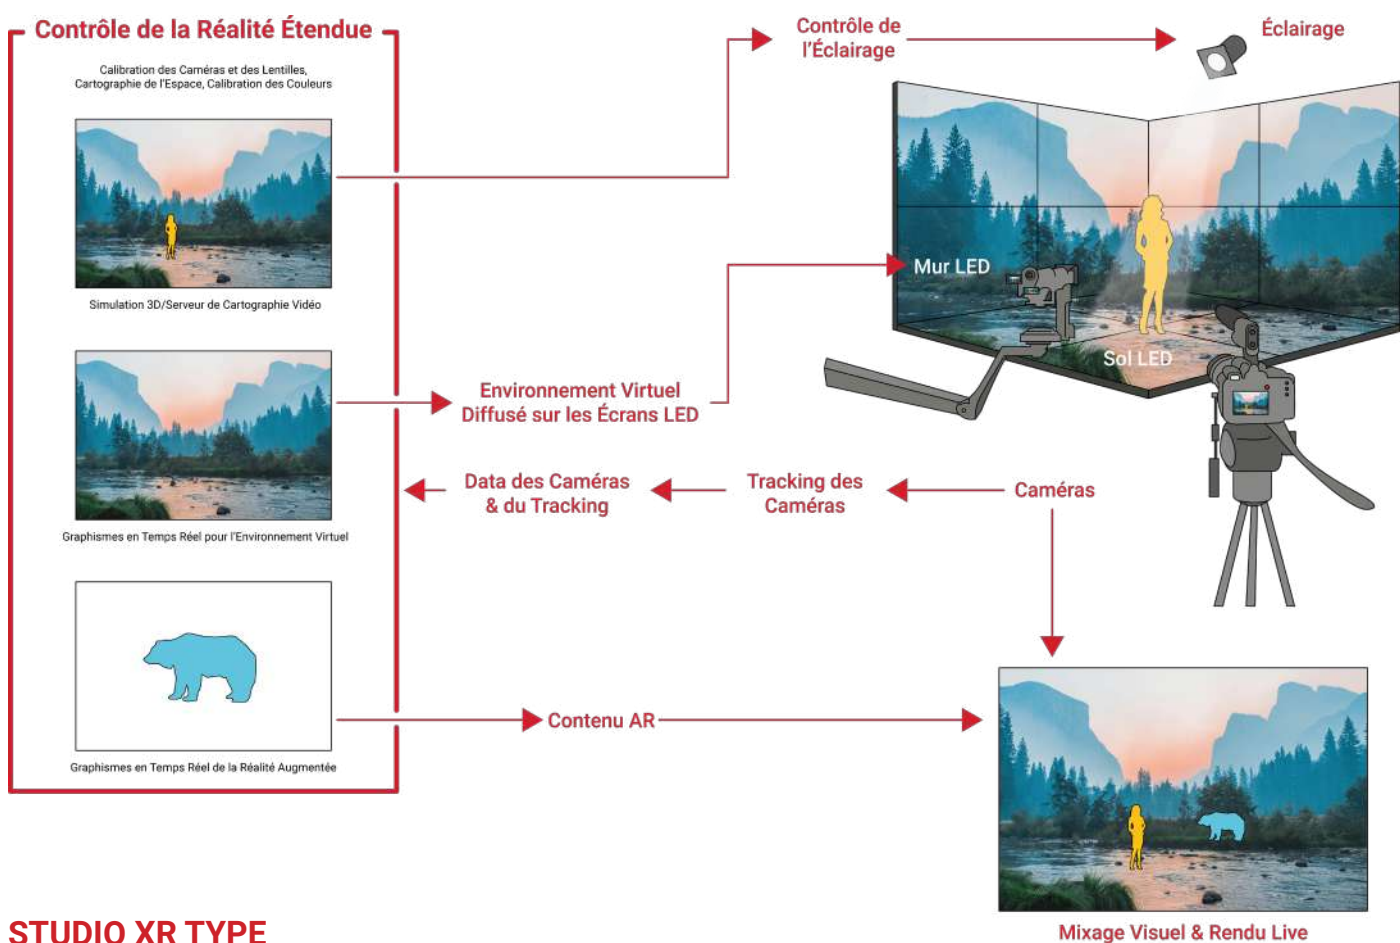 Contrôle de la Réalité Étendue
Calibration des Caméras et des Lentilles,
Cartographie de l'Espace, Calibration des Couleurs
Simulation 3D/Serveur de Cartographie Vidéo
Graphismes en Temps Réel pour l'Environnement Virtuel
Graphismes en Temps Réel de la Réalité Augmentée
Contrôle de
l'Éclairage
Éclairage
Mur LED
Sol LED
Environnement Virtuel
Diffusé sur les Écrans LED
Data des Caméras
& du Tracking
Tracking des
Caméras
Caméras
Contenu AR
Mixage Visuel & Rendu Live
STUDIO XR TYPE